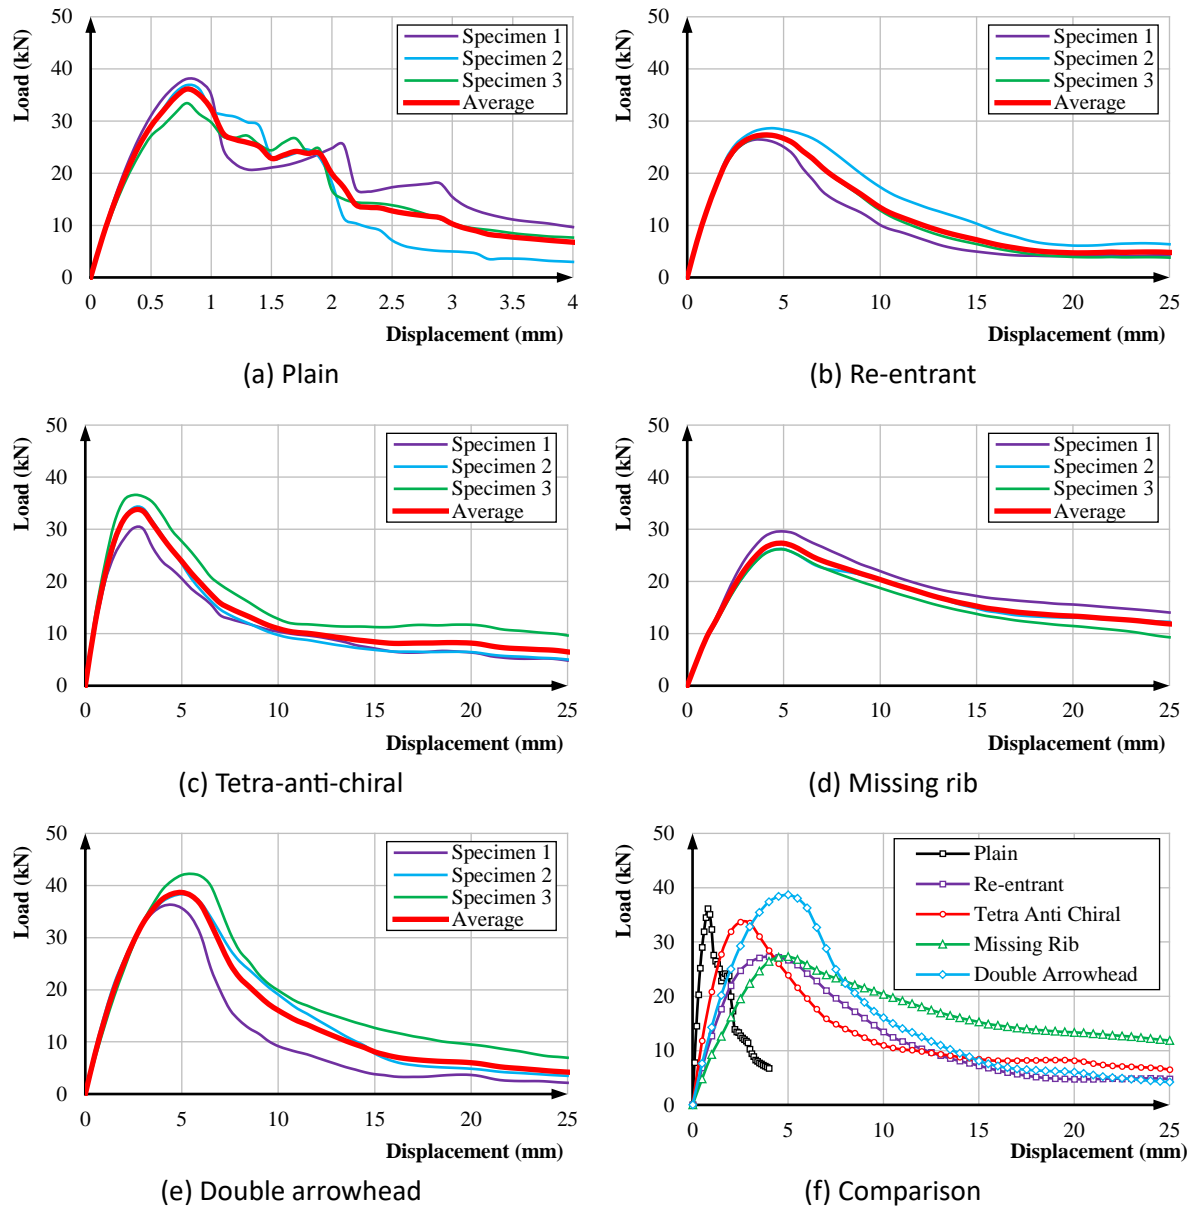 Load (kN)
50
40
30
20
10
0
Specimen 1
Specimen 2
Specimen 3
Average
0 0.5 1 1.5 2 2.5 3 3.5 4
Displacement (mm)
(a) Plain
Load (kN)
50
40
30
20
10
0
Specimen 1
Specimen 2
Specimen 3
Average
0 5 10 15 20 25
Displacement (mm)
(b) Re-entrant
Load (kN)
50
40
30
20
10
0
Specimen 1
Specimen 2
Specimen 3
Average
0 5 10 15 20 25
Displacement (mm)
(c) Tetra-anti-chiral
Load (kN)
50
40
30
20
10
0
Specimen 1
Specimen 2
Specimen 3
Average
0 5 10 15 20 25
Displacement (mm)
(d) Missing rib
Load (kN)
50
40
30
20
10
0
Specimen 1
Specimen 2
Specimen 3
Average
0 5 10 15 20 25
Displacement (mm)
(e) Double arrowhead
Load (kN)
50
40
30
20
10
0
Plain
Re-entrant
Tetra Anti Chiral
Missing Rib
Double Arrowhead
0 5 10 15 20 25
Displacement (mm)
(f) Comparison